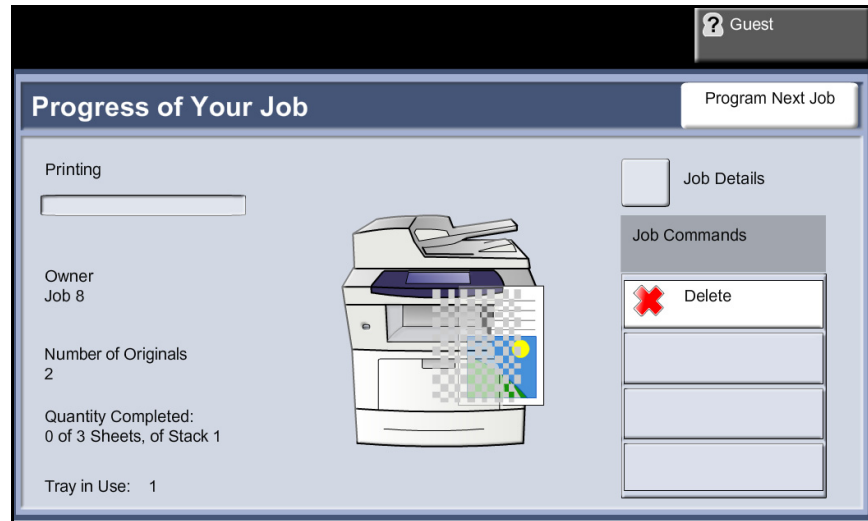 Guest
Progress of Your Job
Program Next Job
Printing
Job Details
Job Commands
Owner
Job 8
Delete
Number of Originals
2
Quantity Completed:
0 of 3 Sheets, of Stack 1
Tray in Use: 1